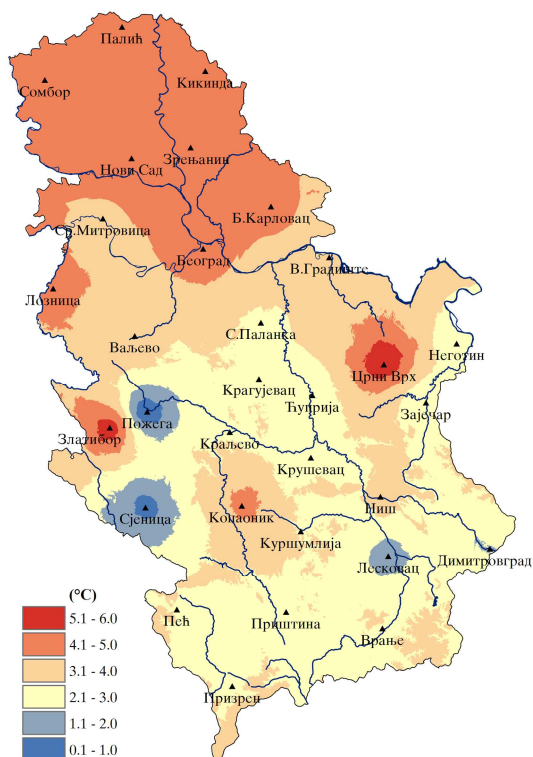 Палић
Сомбор
Кикинда
Зрењанин
Нови Сад
Б.Карловац
Ср.Митровица
Београд
В.Градиште
Лозница
С.Паланка
Ваљево
Неготин
Црни Врх
Крагујевац
Ћуприја
Зајечар
Пожега
Златибор
Краљево
Крушевац
Ниш
Сјеница
Копаоник
Куршумлија
Лесковац
Димитровград
Пећ
Приштина
Врање
Призрен
(°C)
5.1 - 6.0
4.1 - 5.0
3.1 - 4.0
2.1 - 3.0
1.1 - 2.0
0.1 - 1.0